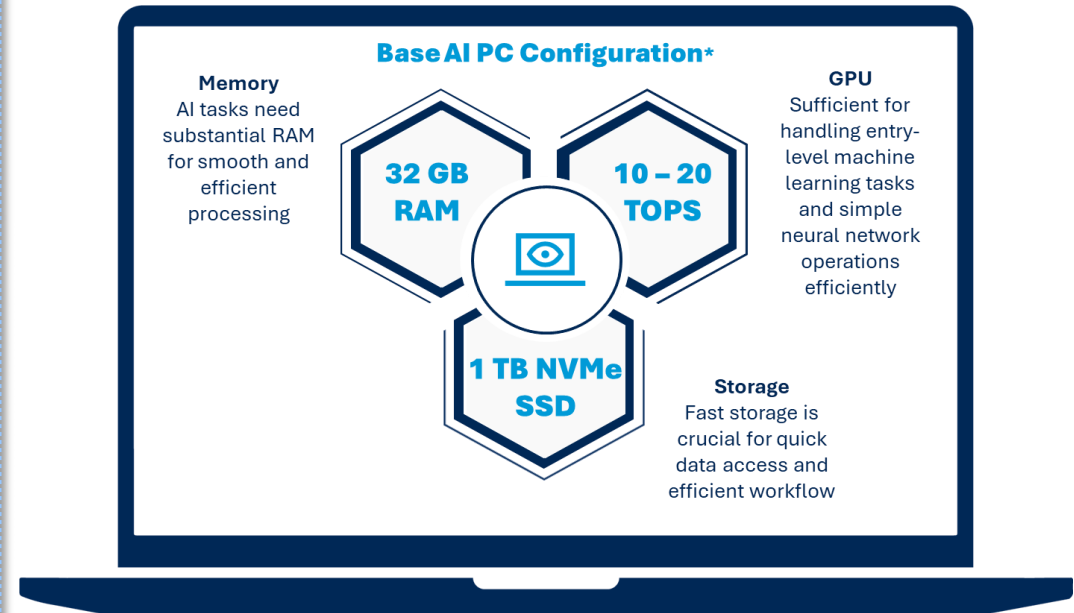 Base AI PC Configuration*
Memory
AI tasks need
substantial RAM
for smooth and
efficient
processing
32 GB
RAM
10 – 20
TOPS
GPU
Sufficient for
handling entry-
level machine
learning tasks
and simple
neural network
operations
efficiently
1 TB NVMe
SSD
Storage
Fast storage is
crucial for quick
data access and
efficient workflow